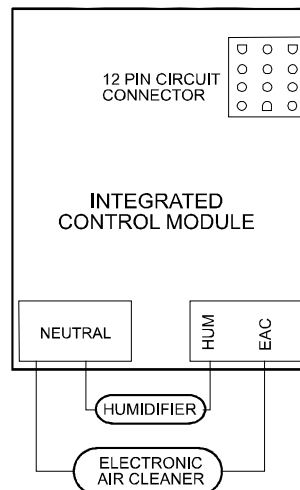 12 PIN CIRCUIT
CONNECTOR
INTEGRATED
CONTROL MODULE
NEUTRAL
HUM
EAC
HUMIDIFIER
ELECTRONIC
AIR CLEANER